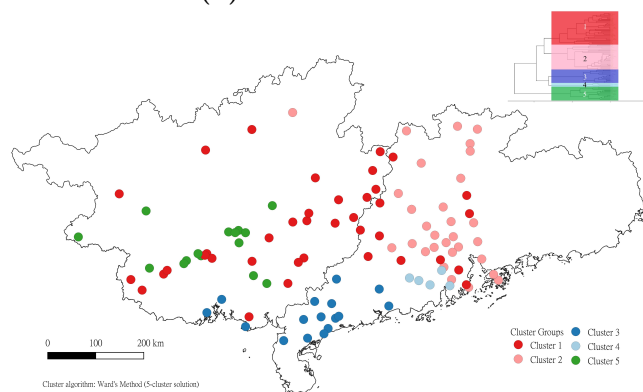 1
2
3
4
5
0 100 200 km
Cluster Groups
Cluster 1
Cluster 2
Cluster 3
Cluster 4
Cluster 5
Cluster algorithm: Ward's Method (5-cluster solution)